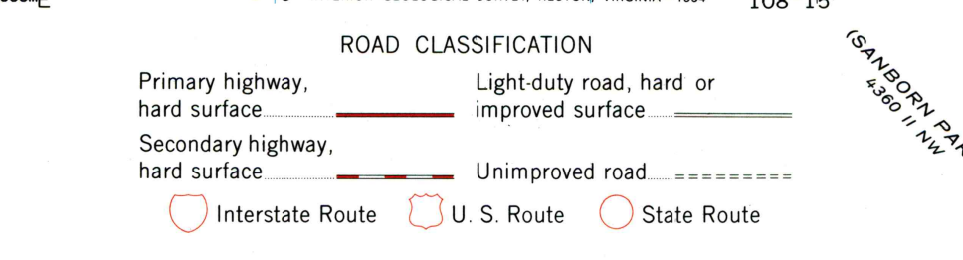 108 15
ROAD CLASSIFICATION
Primary highway,
hard surface
Light-duty road, hard or
improved surface
Secondary highway,
hard surface
Unimproved road
Interstate Route
U. S. Route
State Route
(SANBORN PAR
4360 II NW